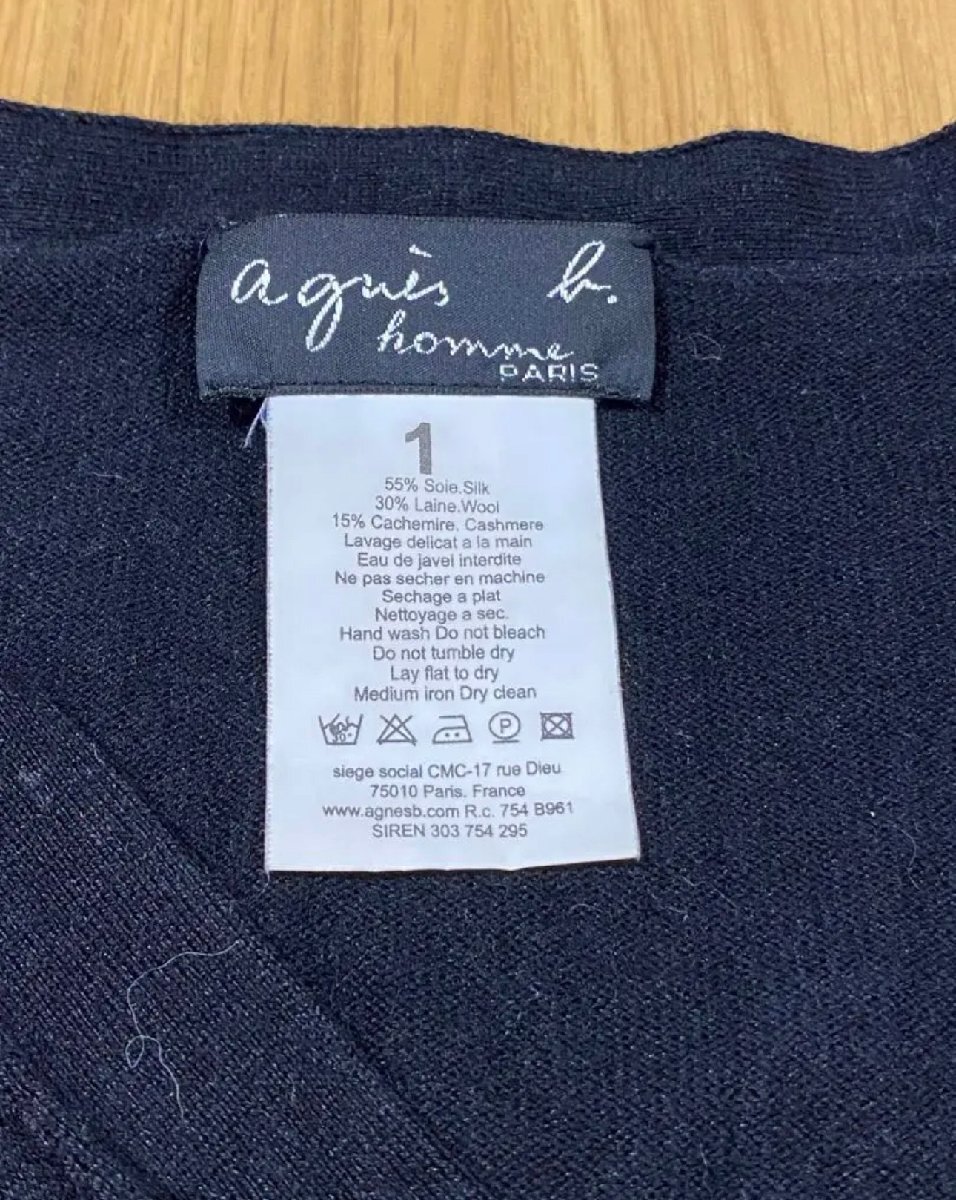 agnès b.
homme
PARIS
1
55% Soie.Silk
30% Laine.Wool
15% Cachemire. Cashmere
Lavage delicat a la main
Eau de javel interdite
Ne pas secher en machine
Sechage a plat
Nettoyage a sec.
Hand wash Do not bleach
Do not tumble dry
Lay flat to dry
Medium iron Dry clean
P
siege social CMC-17 rue Dieu
75010 Paris. France
www.agnesb.com R.c. 754 B961
SIREN 303 754 295